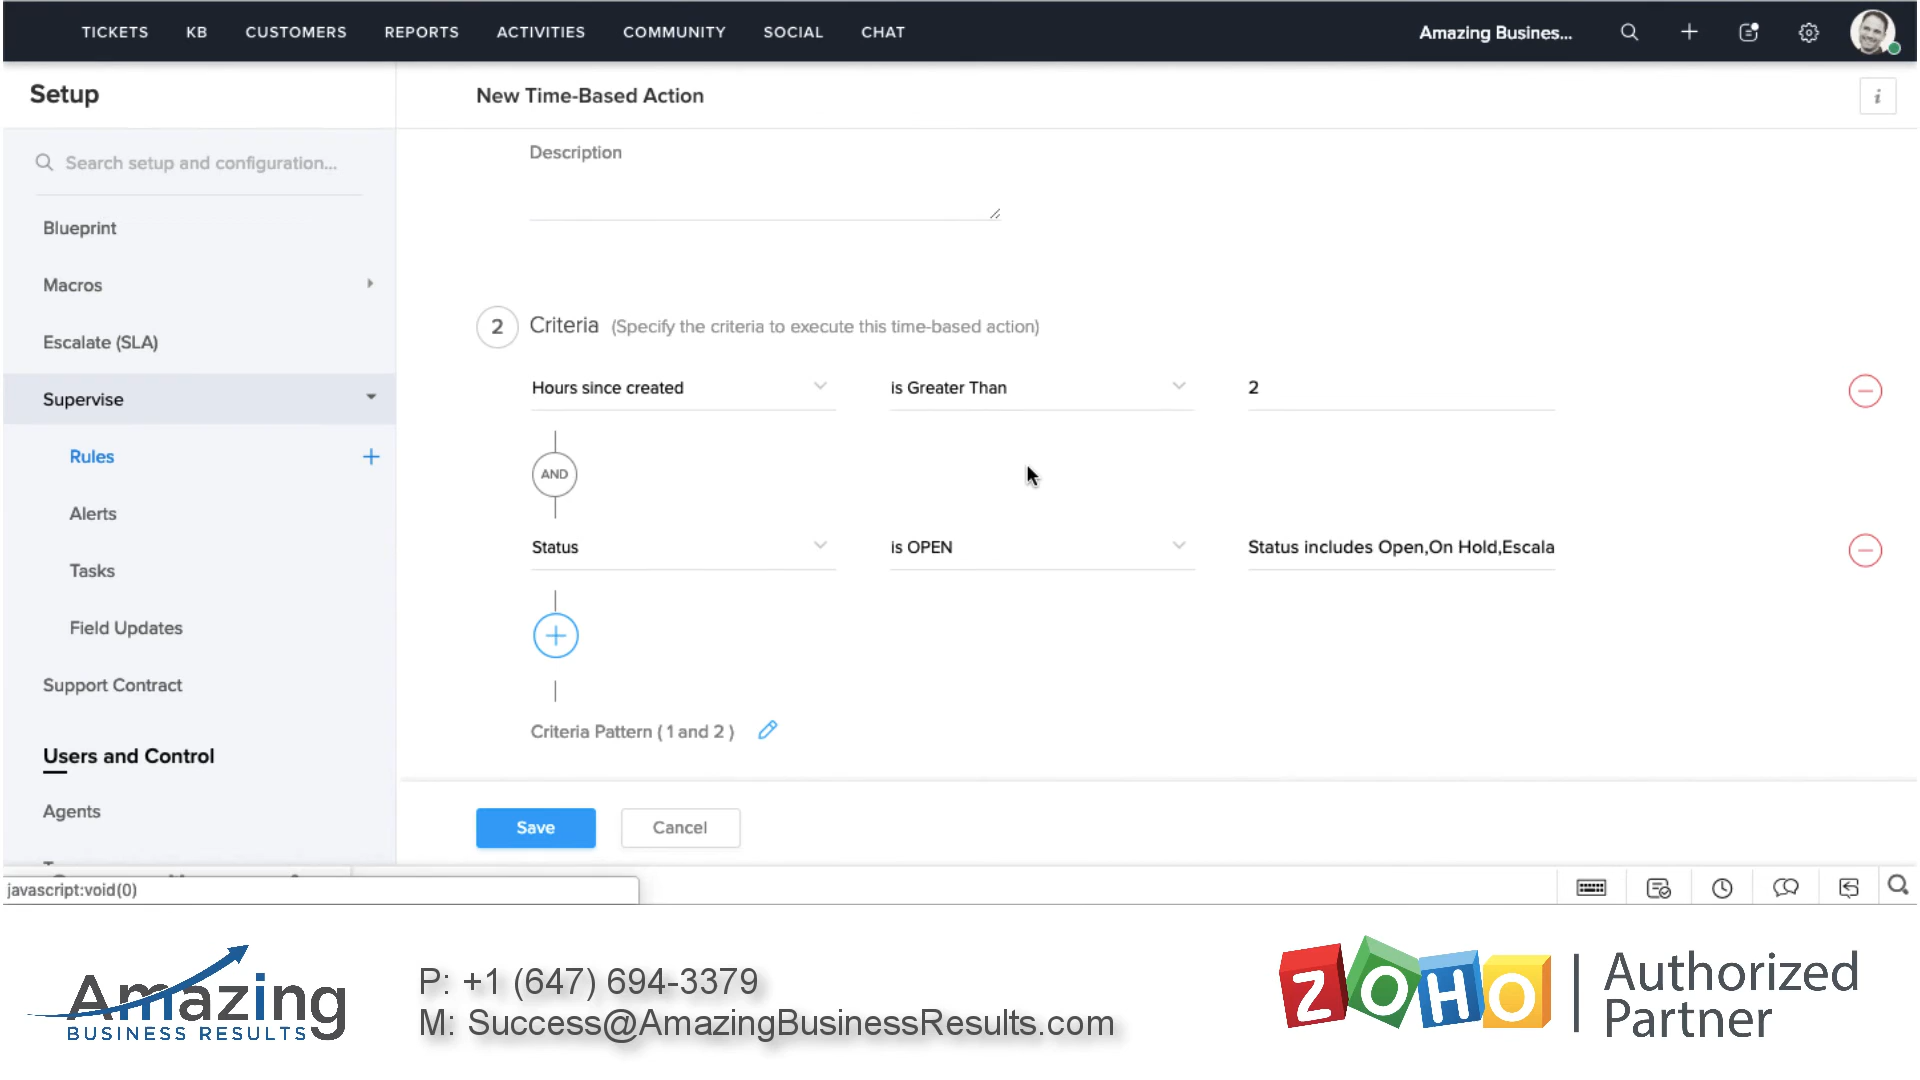 TICKETS KB CUSTOMERS REPORTS ACTIVITIES COMMUNITY SOCIAL CHAT Amazing Busines...
Setup
New Time-Based Action
i
Search setup and configuration...
Description
Blueprint
Macros
Escalate (SLA)
2 Criteria (Specify the criteria to execute this time-based action)
Supervise
Hours since created is Greater Than 2
Rules
AND
Alerts
Status is OPEN Status includes Open,On Hold,Escala
Tasks
Field Updates
Support Contract
Criteria Pattern ( 1 and 2 )
Users and Control
Agents
Save Cancel
javascript:void(0)
Amazing
BUSINESS RESULTS
P: +1 (647) 694-3379
M: Success@AmazingBusinessResults.com
ZOHO
Authorized
Partner